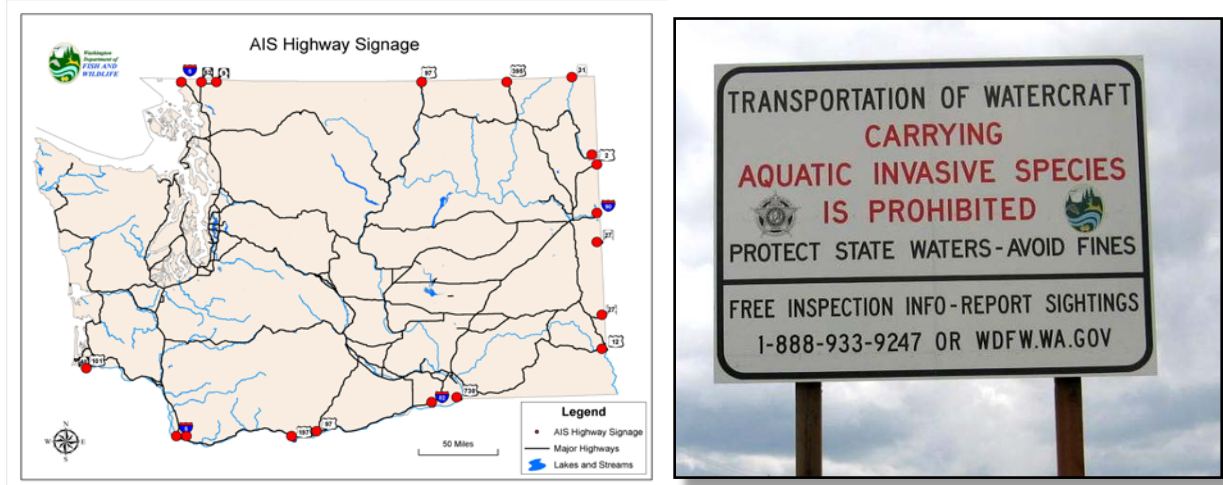 AIS Highway Signage
Washington
Department of
FISH AND
WILDLIFE
5
9
97
395
31
2
90
27
27
12
101
82
730
5
197
97
N
W
E
S
50 Miles
Legend
AIS Highway Signage
Major Highways
Lakes and Streams
TRANSPORTATION OF WATERCRAFT
CARRYING
AQUATIC INVASIVE SPECIES
IS PROHIBITED
PROTECT STATE WATERS-AVOID FINES
FREE INSPECTION INFO-REPORT SIGHTINGS
1-888-933-9247 OR WDFW.WA.GOV